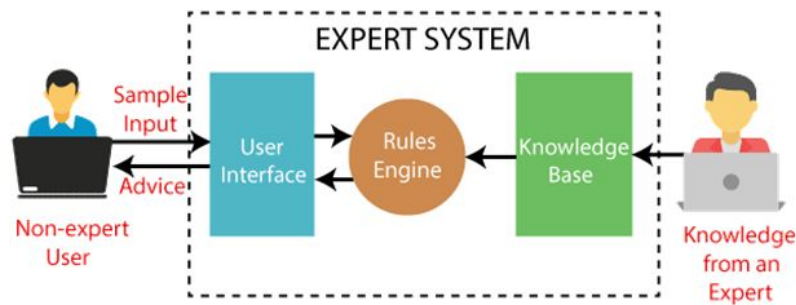 EXPERT SYSTEM
Sample
Input
Advice
Non-expert
User
User
Interface
Rules
Engine
Knowledge
Base
Knowledge
from an
Expert